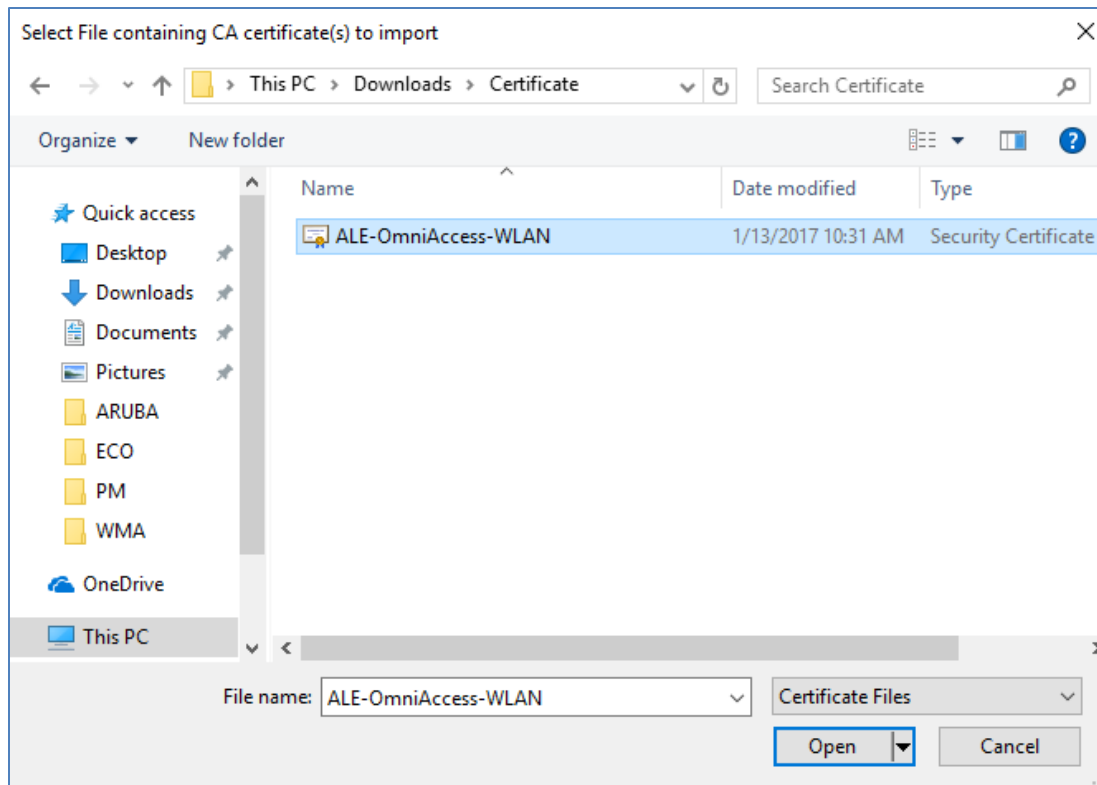 Select File containing CA certificate(s) to import
This PC > Downloads > Certificate
Search Certificate
Organize
New folder
Name
Date modified
Type
Quick access
Desktop
Downloads
Documents
Pictures
ARUBA
ECO
PM
WMA
OneDrive
This PC
ALE-OmniAccess-WLAN
1/13/2017 10:31 AM
Security Certificate
File name:
ALE-OmniAccess-WLAN
Certificate Files
Open
Cancel